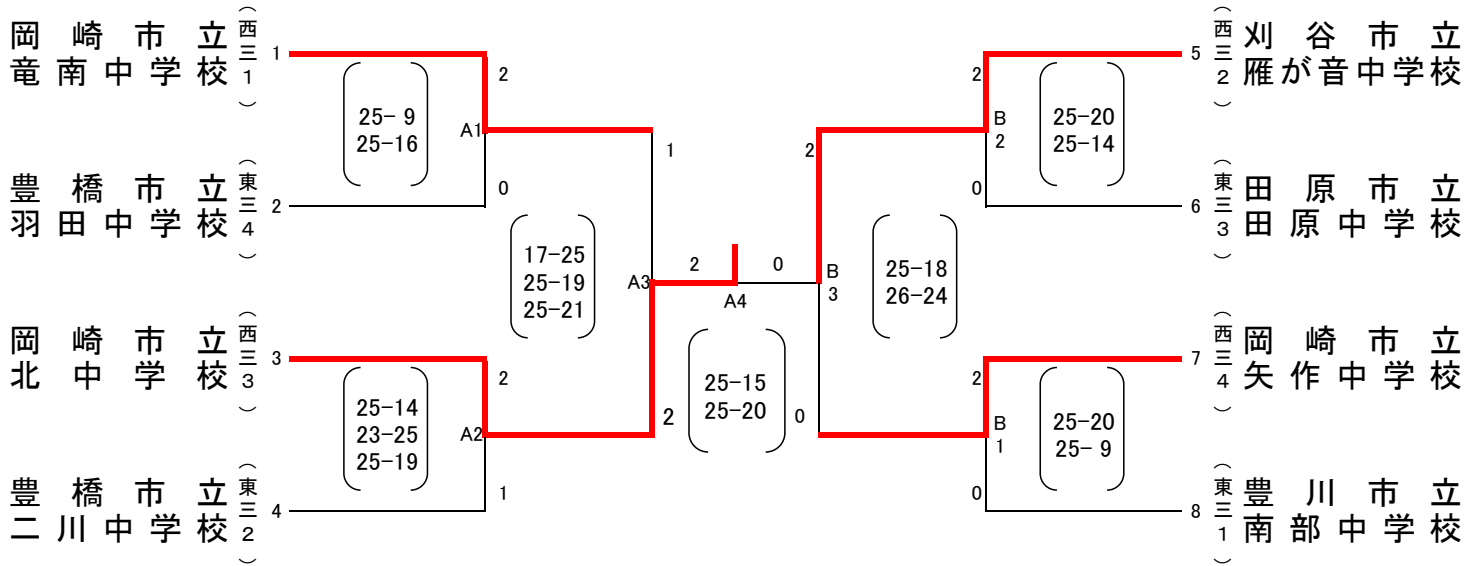 岡崎市立
竜南中学校
（西三1）
1
豊橋市立
羽田中学校
（東三4）
2
岡崎市立
北中学校
（西三3）
3
豊橋市立
二川中学校
（東三2）
4
2
25- 9
25-16
A1
0
1
17-25
25-19
25-21
A3
2
25-14
23-25
25-19
A2
1
2
2
0
A4
25-15
25-20
2
0
B3
25-18
26-24
2
B2
25-20
25-14
0
2
B1
25-20
25- 9
0
5
（西三2）
刈谷市立
雁が音中学校
6
（東三3）
田原市立
田原中学校
7
（西三4）
岡崎市立
矢作中学校
8
（東三1）
豊川市立
南部中学校